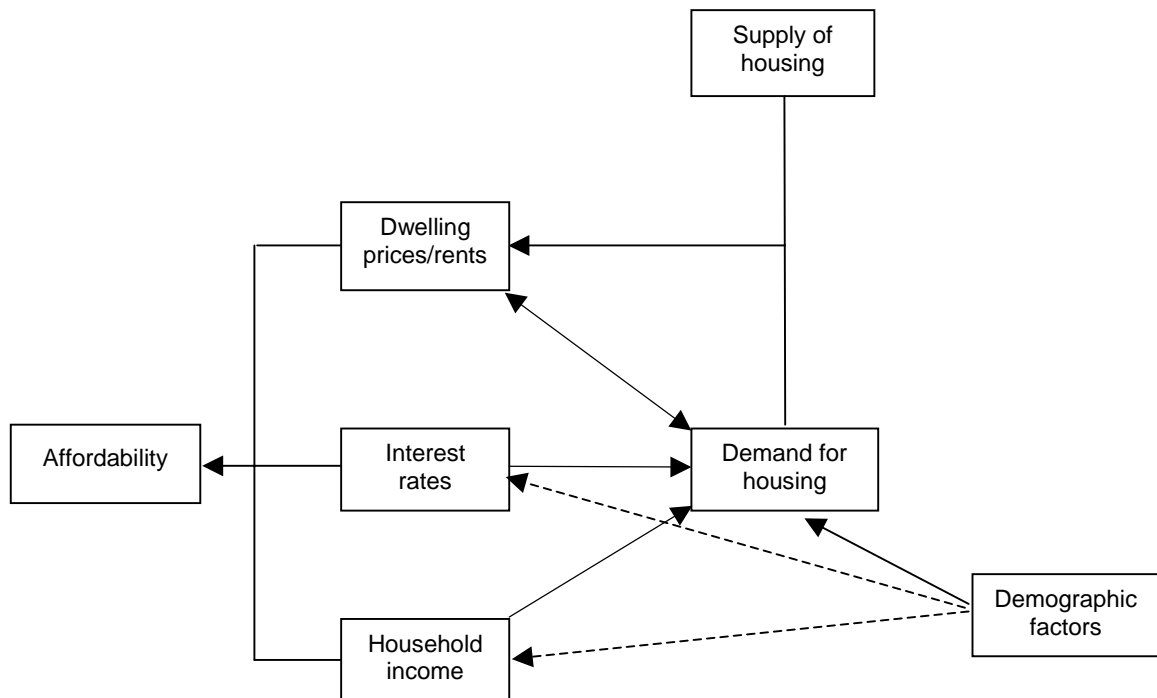 Supply of
housing
Dwelling
prices/rents
Affordability
Interest
rates
Demand for
housing
Household
income
Demographic
factors